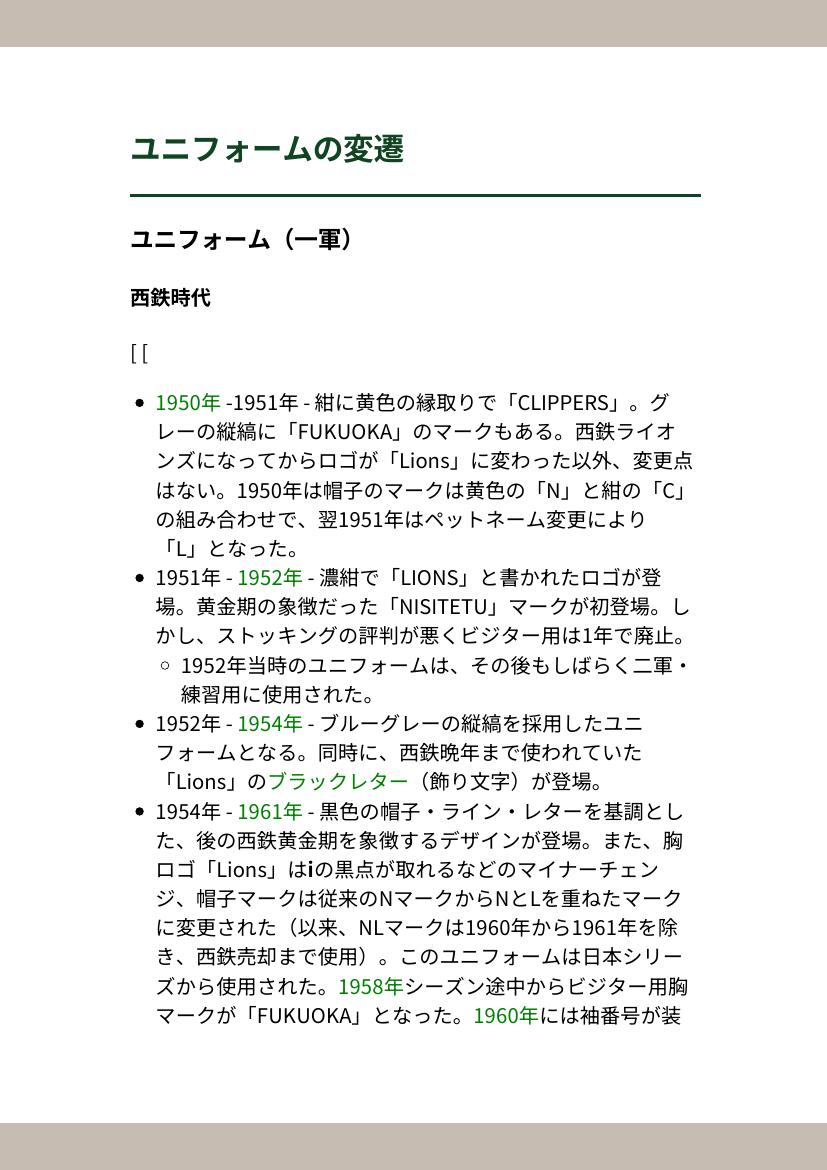 ユニフォームの変遷
ユニフォーム（一軍）
西鉄時代
[ [
• 1950年 -1951年 - 紺に黄色の縁取りで「CLIPPERS」。グ
レーの縦縞に「FUKUOKA」のマークもある。西鉄ライオ
ンズになってからロゴが「Lions」に変わった以外、変更点
はない。1950年は帽子のマークは黄色の「N」と紺の「C」
の組み合わせで、翌1951年はペットネーム変更により
「L」となった。
• 1951年 - 1952年 - 濃紺で「LIONS」と書かれたロゴが登
場。黄金期の象徴だった「NISITETU」マークが初登場。し
かし、ストッキングの評判が悪くビジター用は1年で廃止。
◦ 1952年当時のユニフォームは、その後もしばらく二軍・
練習用に使用された。
• 1952年 - 1954年 - ブルーグレーの縦縞を採用したユニ
フォームとなる。同時に、西鉄晩年まで使われていた
「Lions」のブラックレター（飾り文字）が登場。
• 1954年 - 1961年 - 黒色の帽子・ライン・レターを基調とし
た、後の西鉄黄金期を象徴するデザインが登場。また、胸
ロゴ「Lions」はiの黒点が取れるなどのマイナーチェン
ジ、帽子マークは従来のNマークからNとLを重ねたマーク
に変更された（以来、NLマークは1960年から1961年を除
き、西鉄売却まで使用）。このユニフォームは日本シリー
ズから使用された。1958年シーズン途中からビジター用胸
マークが「FUKUOKA」となった。1960年には袖番号が装